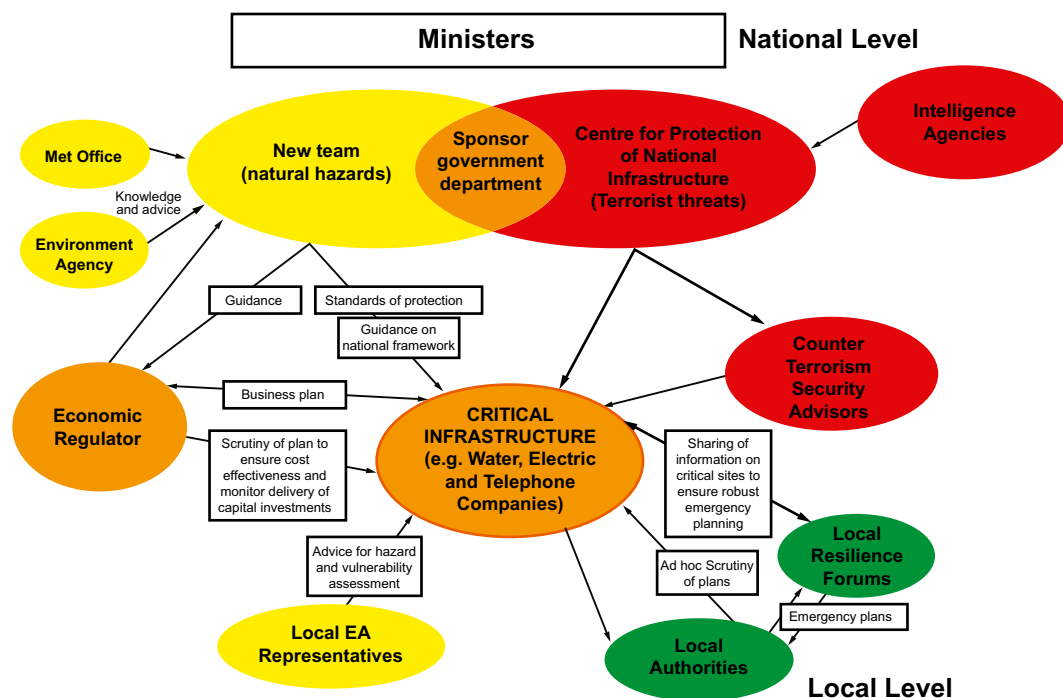 Ministers
National Level
Intelligence
Agencies
Met Office
New team
(natural hazards)
Sponsor
government
department
Centre for Protection
of National
Infrastructure
(Terrorist threats)
Knowledge
and advice
Environment
Agency
Guidance
Standards of protection
Guidance on
national framework
Counter
Terrorism
Security
Advisors
Economic
Regulator
Business plan
CRITICAL
INFRASTRUCTURE
(e.g. Water, Electric
and Telephone
Companies)
Scrutiny of plan to
ensure cost
effectiveness and
monitor delivery of
capital investments
Sharing of
information on
critical sites to
ensure robust
emergency
planning
Local
Resilience
Forums
Advice for hazard
and vulnerability
assessment
Ad hoc Scrutiny
of plans
Emergency plans
Local EA
Representatives
Local
Authorities
Local Level